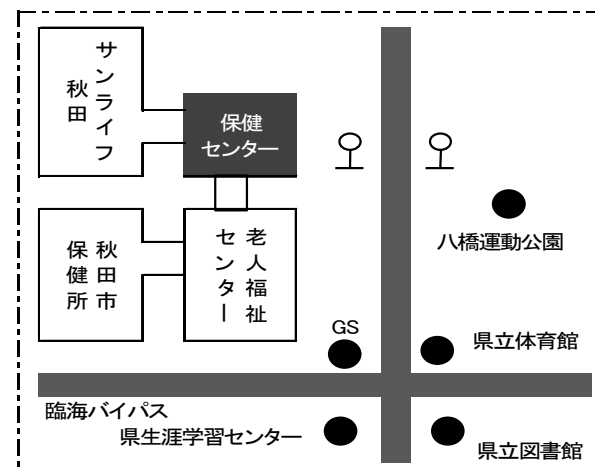 サンライフ
秋田
保健
センター
八橋運動公園
秋田市
保健所
老人福祉
センター
GS
県立体育館
臨海バイパス
県生涯学習センター
県立図書館